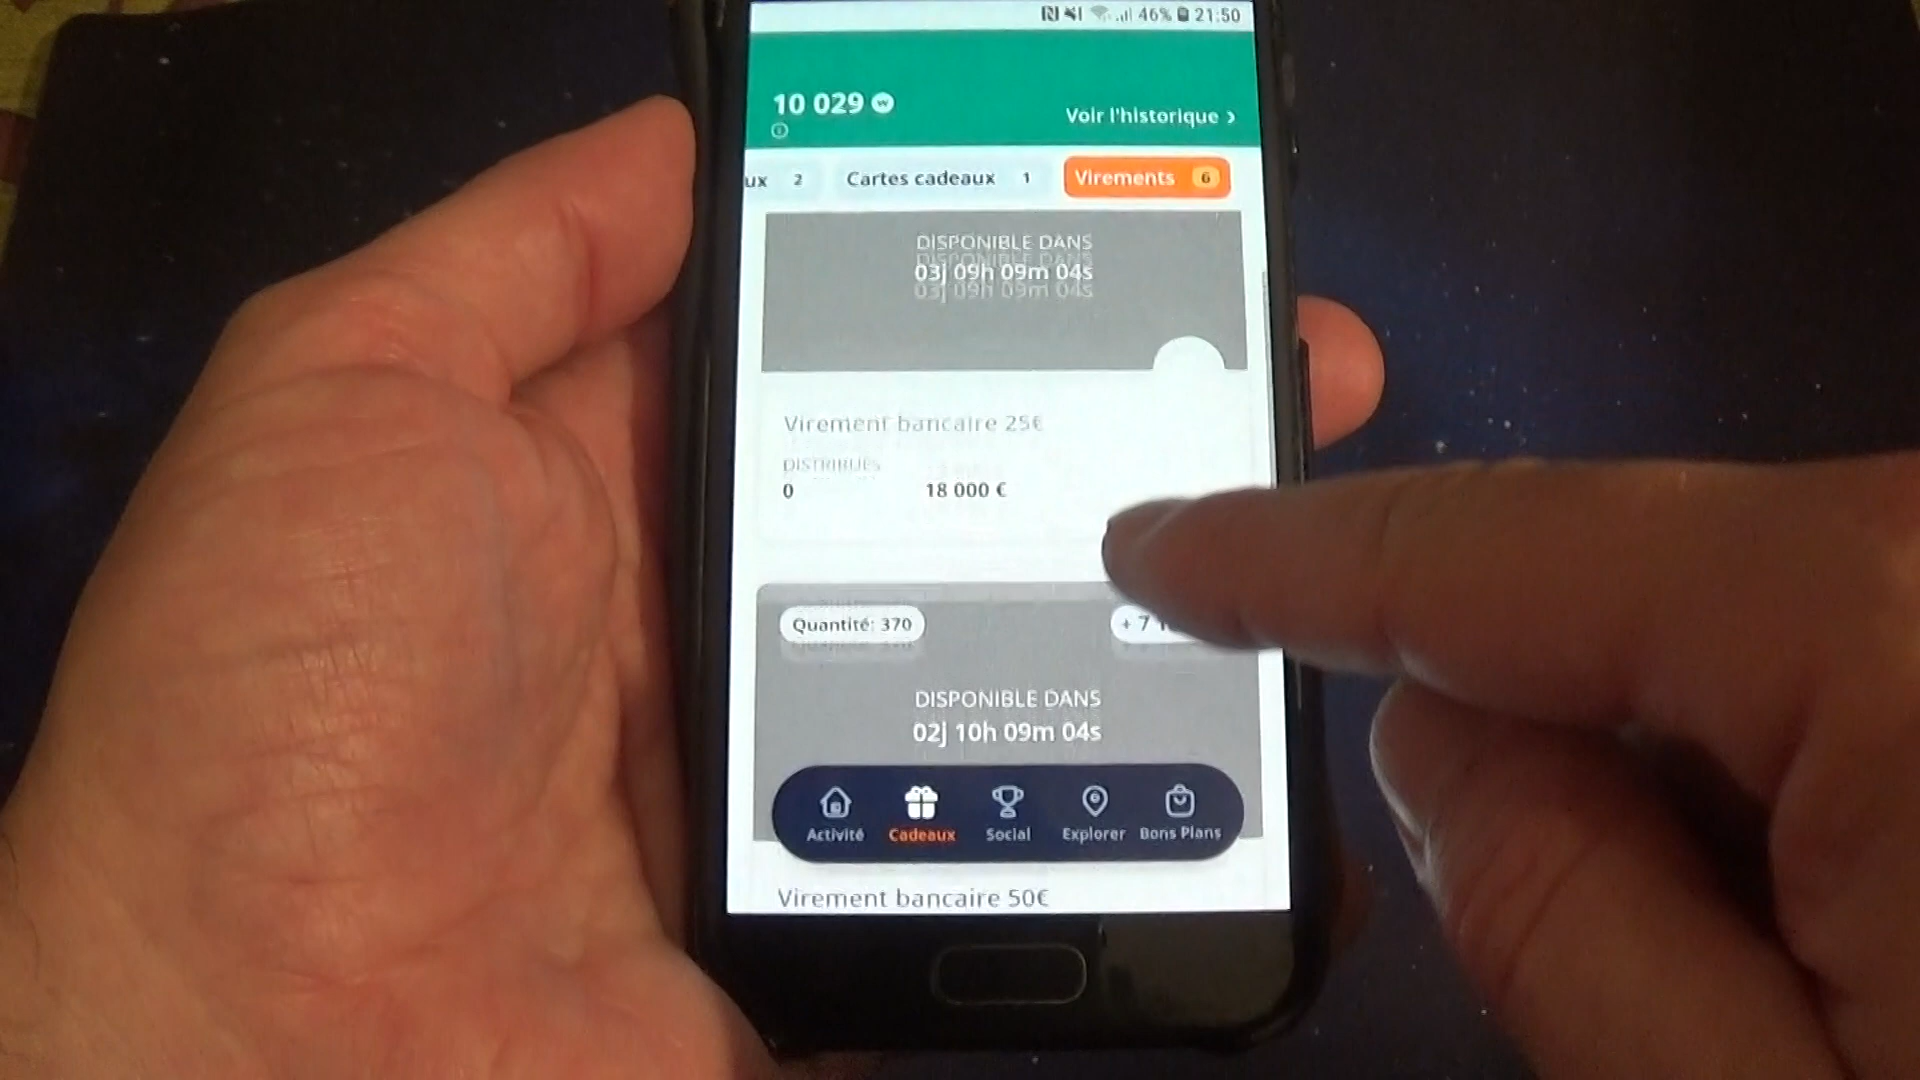 46% 21:50
10 029 w
Voir l'historique ›
ux 2 Cartes cadeaux 1 Virements 6
DISPONIBLE DANS
03j 09h 09m 04s
Virement bancaire 25€
DISTRIBUÉS
0 18 000 €
Quantité: 370 + 7
DISPONIBLE DANS
02j 10h 09m 04s
Activité Cadeaux Social Explorer Bons Plans
Virement bancaire 50€